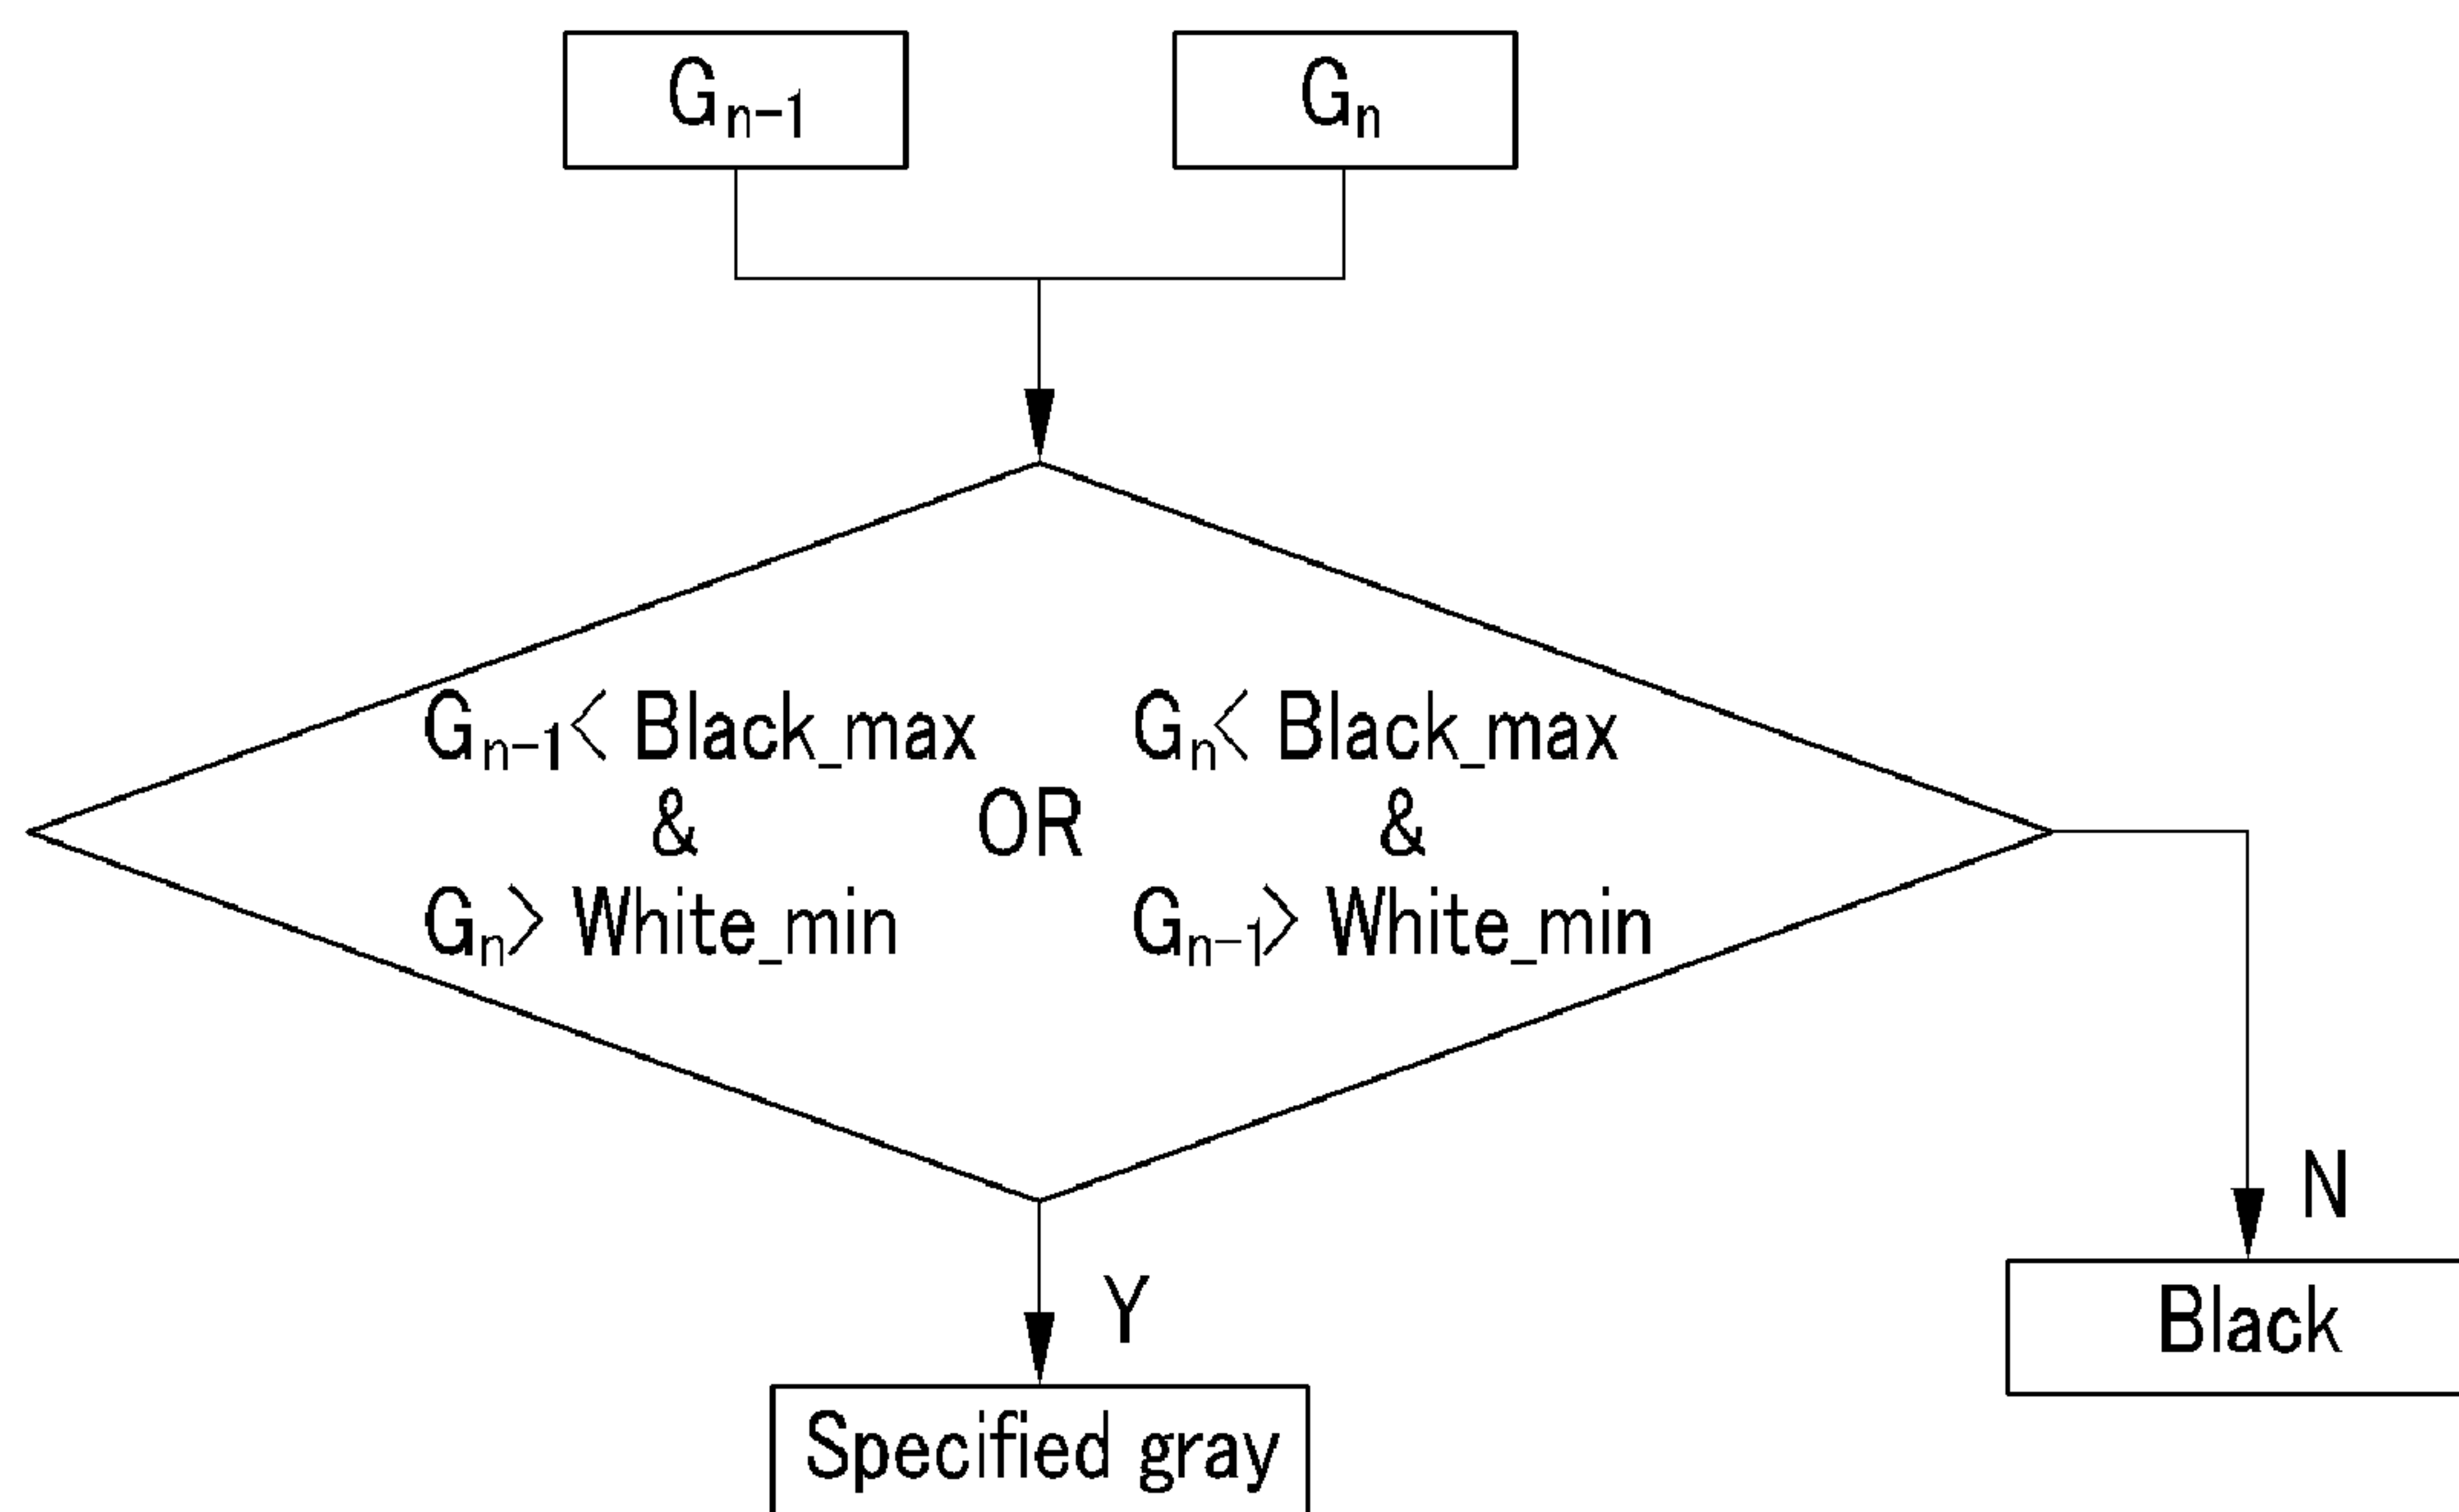 Gn-1
Gn
Gn-1< Black_max Gn< Black_max
& OR &
Gn> White_min Gn-1> White_min
N
Y
Black
Specified gray